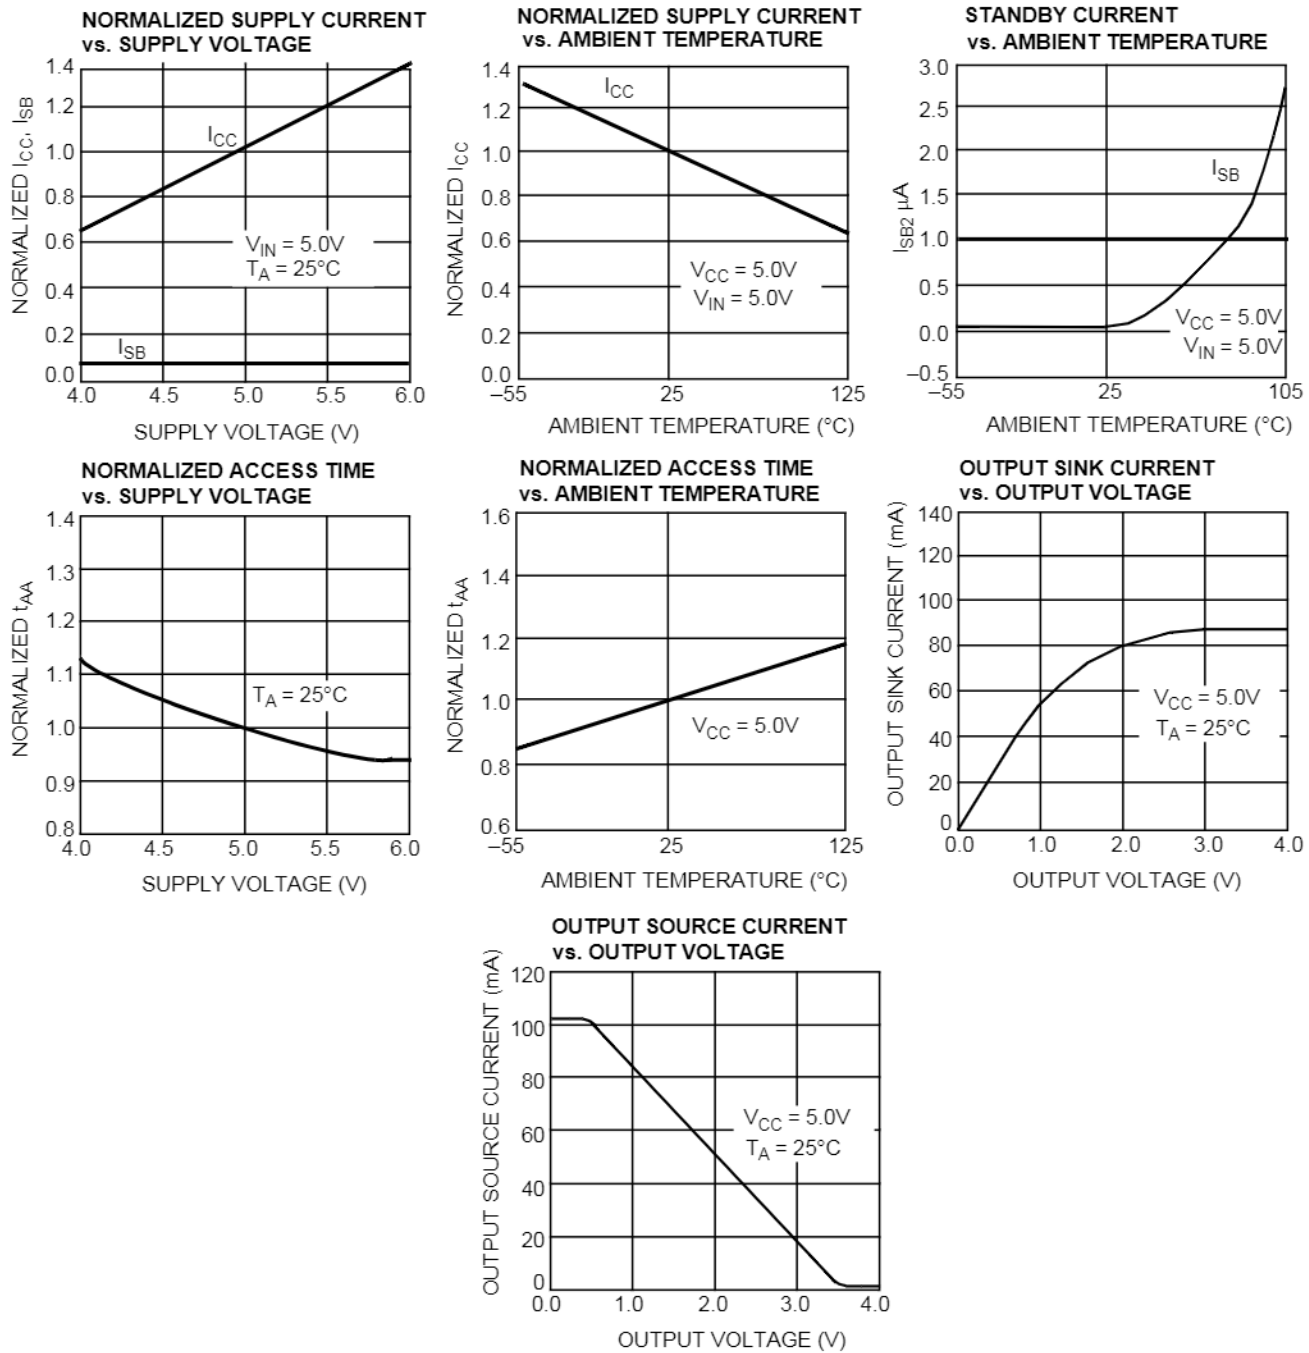 NORMALIZED SUPPLY CURRENT
vs. SUPPLY VOLTAGE
1.4
1.2
1.0
0.8
0.6
0.4
0.2
0.0
NORMALIZED ICC, ISB
ICC
VIN = 5.0V
TA = 25°C
ISB
4.0 4.5 5.0 5.5 6.0
SUPPLY VOLTAGE (V)
NORMALIZED SUPPLY CURRENT
vs. AMBIENT TEMPERATURE
1.4
1.2
1.0
0.8
0.6
0.4
0.2
0.0
NORMALIZED ICC
ICC
VCC = 5.0V
VIN = 5.0V
–55 25 125
AMBIENT TEMPERATURE (°C)
STANDBY CURRENT
vs. AMBIENT TEMPERATURE
3.0
2.5
2.0
1.5
1.0
0.5
0.0
–0.5
ISB2 µA
ISB
VCC = 5.0V
VIN = 5.0V
–55 25 105
AMBIENT TEMPERATURE (°C)
NORMALIZED ACCESS TIME
vs. SUPPLY VOLTAGE
1.4
1.3
1.2
1.1
1.0
0.9
0.8
NORMALIZED tAA
TA = 25°C
4.0 4.5 5.0 5.5 6.0
SUPPLY VOLTAGE (V)
NORMALIZED ACCESS TIME
vs. AMBIENT TEMPERATURE
1.6
1.4
1.2
1.0
0.8
0.6
NORMALIZED tAA
VCC = 5.0V
–55 25 125
AMBIENT TEMPERATURE (°C)
OUTPUT SINK CURRENT
vs. OUTPUT VOLTAGE
140
120
100
80
60
40
20
0
OUTPUT SINK CURRENT (mA)
VCC = 5.0V
TA = 25°C
0.0 1.0 2.0 3.0 4.0
OUTPUT VOLTAGE (V)
OUTPUT SOURCE CURRENT
vs. OUTPUT VOLTAGE
120
100
80
60
40
20
0
OUTPUT SOURCE CURRENT (mA)
VCC = 5.0V
TA = 25°C
0.0 1.0 2.0 3.0 4.0
OUTPUT VOLTAGE (V)